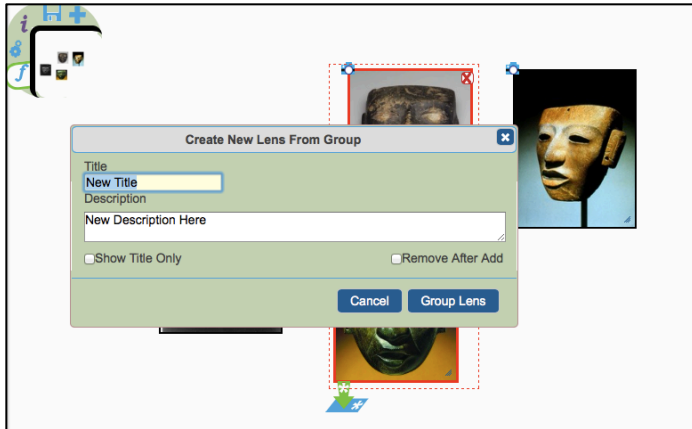 i
f
Create New Lens From Group
Title
New Title
Description
New Description Here
Show Title Only
Remove After Add
Cancel
Group Lens